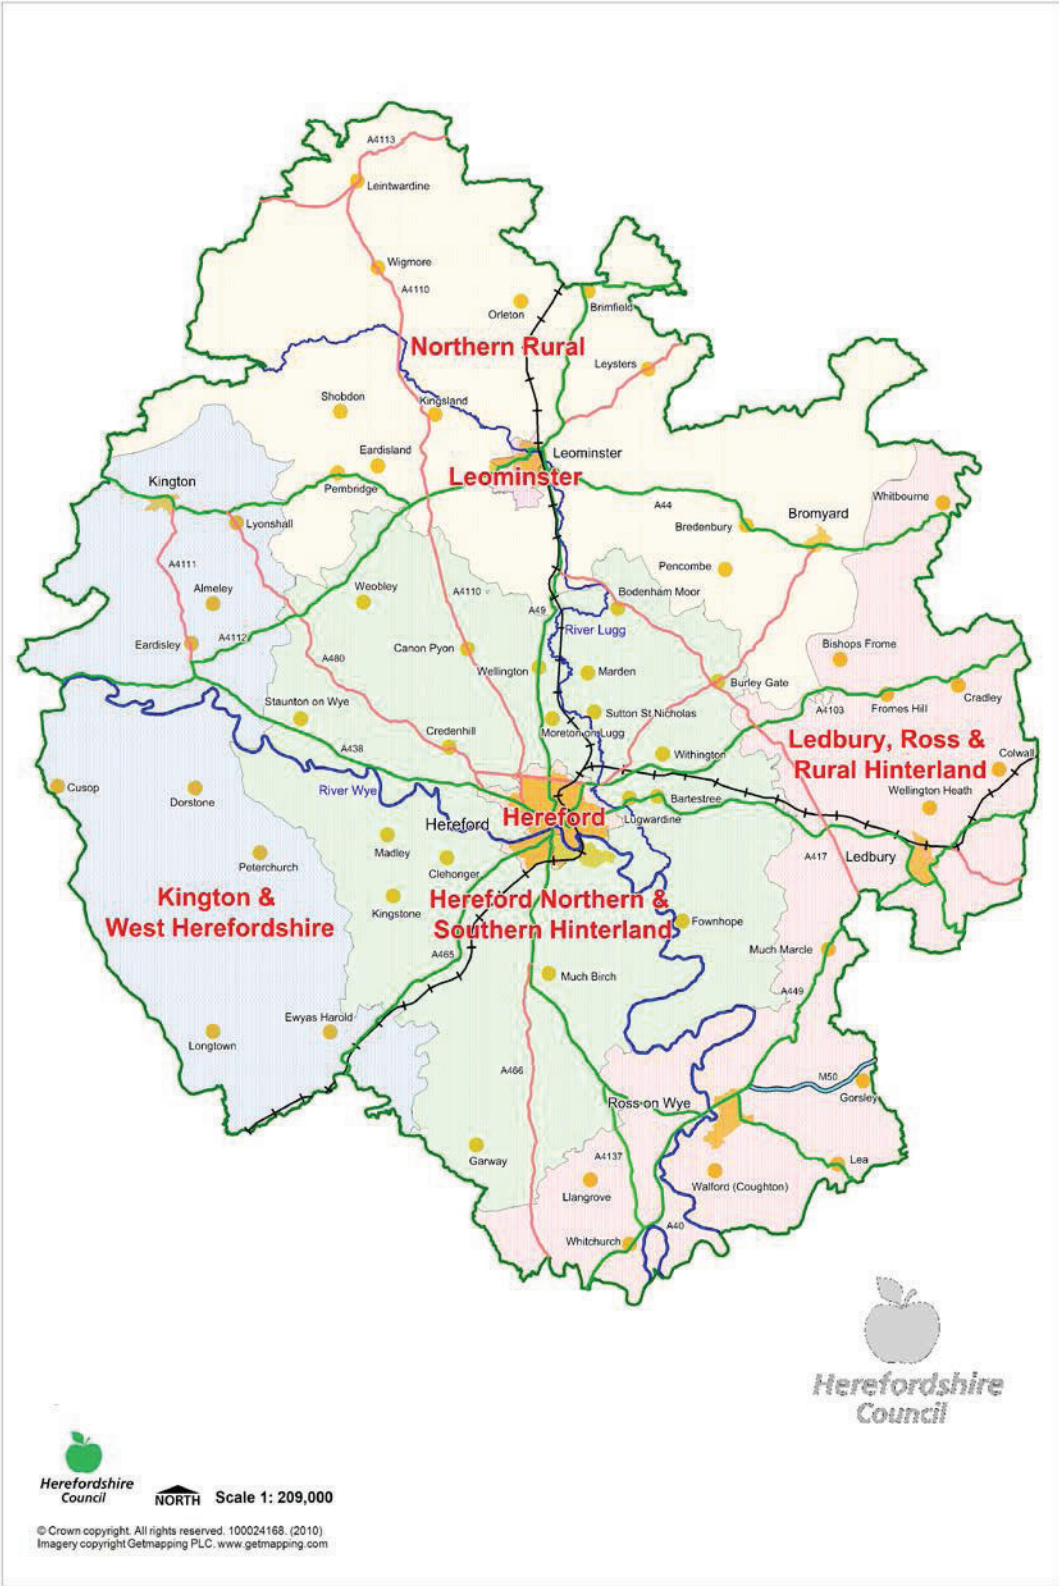 A4113
Leintwardine
Wigmore
A4110
Orleton
Brimfield
Northern Rural
Leysters
Shobdon
Kingsland
Eardisland
Leominster
Leominster
Kington
Pembridge
Whitbourne
A44
Bromyard
Lyonshall
Bredenbury
A4111
Pencombe
Almeley
Weobley
A4110
Bodenham Moor
A49
River Lugg
A4112
Eardisley
Canon Pyon
Bishops Frome
A480
Wellington
Marden
Burley Gate
Cradley
Staunton on Wye
A4103
Fromes Hill
Sutton St Nicholas
Credenhill
Moreton on Lugg
Ledbury, Ross &
Rural Hinterland
A438
Withington
Colwall
Cusop
Dorstone
River Wye
Bartestree
Wellington Heath
Hereford
Hereford
Lugwardine
Madley
A417
Ledbury
Peterchurch
Clehonger
Kington &
West Herefordshire
Kingstone
Hereford Northern &
Southern Hinterland
Fownhope
A465
Much Marcle
Much Birch
A449
Ewyas Harold
Longtown
A466
M50
Gorsley
Ross on Wye
Garway
A4137
Lea
Llangrove
Walford (Coughton)
Whitchurch
A40
Herefordshire
Council
Herefordshire
Council
NORTH Scale 1: 209,000
© Crown copyright. All rights reserved. 100024168. (2010)
Imagery copyright Getmapping PLC. www.getmapping.com